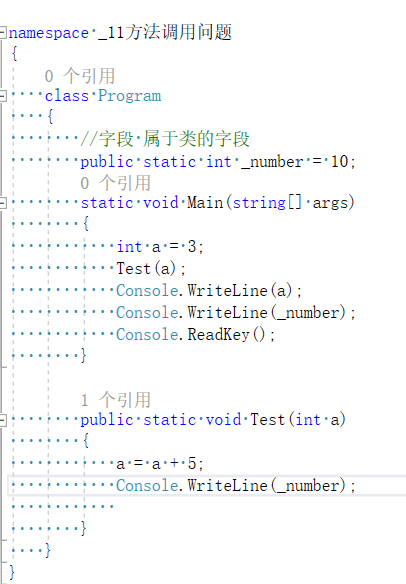 namespace _11方法调用问题
{
0 个引用
class Program
{
//字段 属于类的字段
public static int _number = 10;
0 个引用
static void Main(string[] args)
{
int a = 3;
Test(a);
Console.WriteLine(a);
Console.WriteLine(_number);
Console.ReadKey();
}
1 个引用
public static void Test(int a)
{
a = a + 5;
Console.WriteLine(_number);
}
}
}